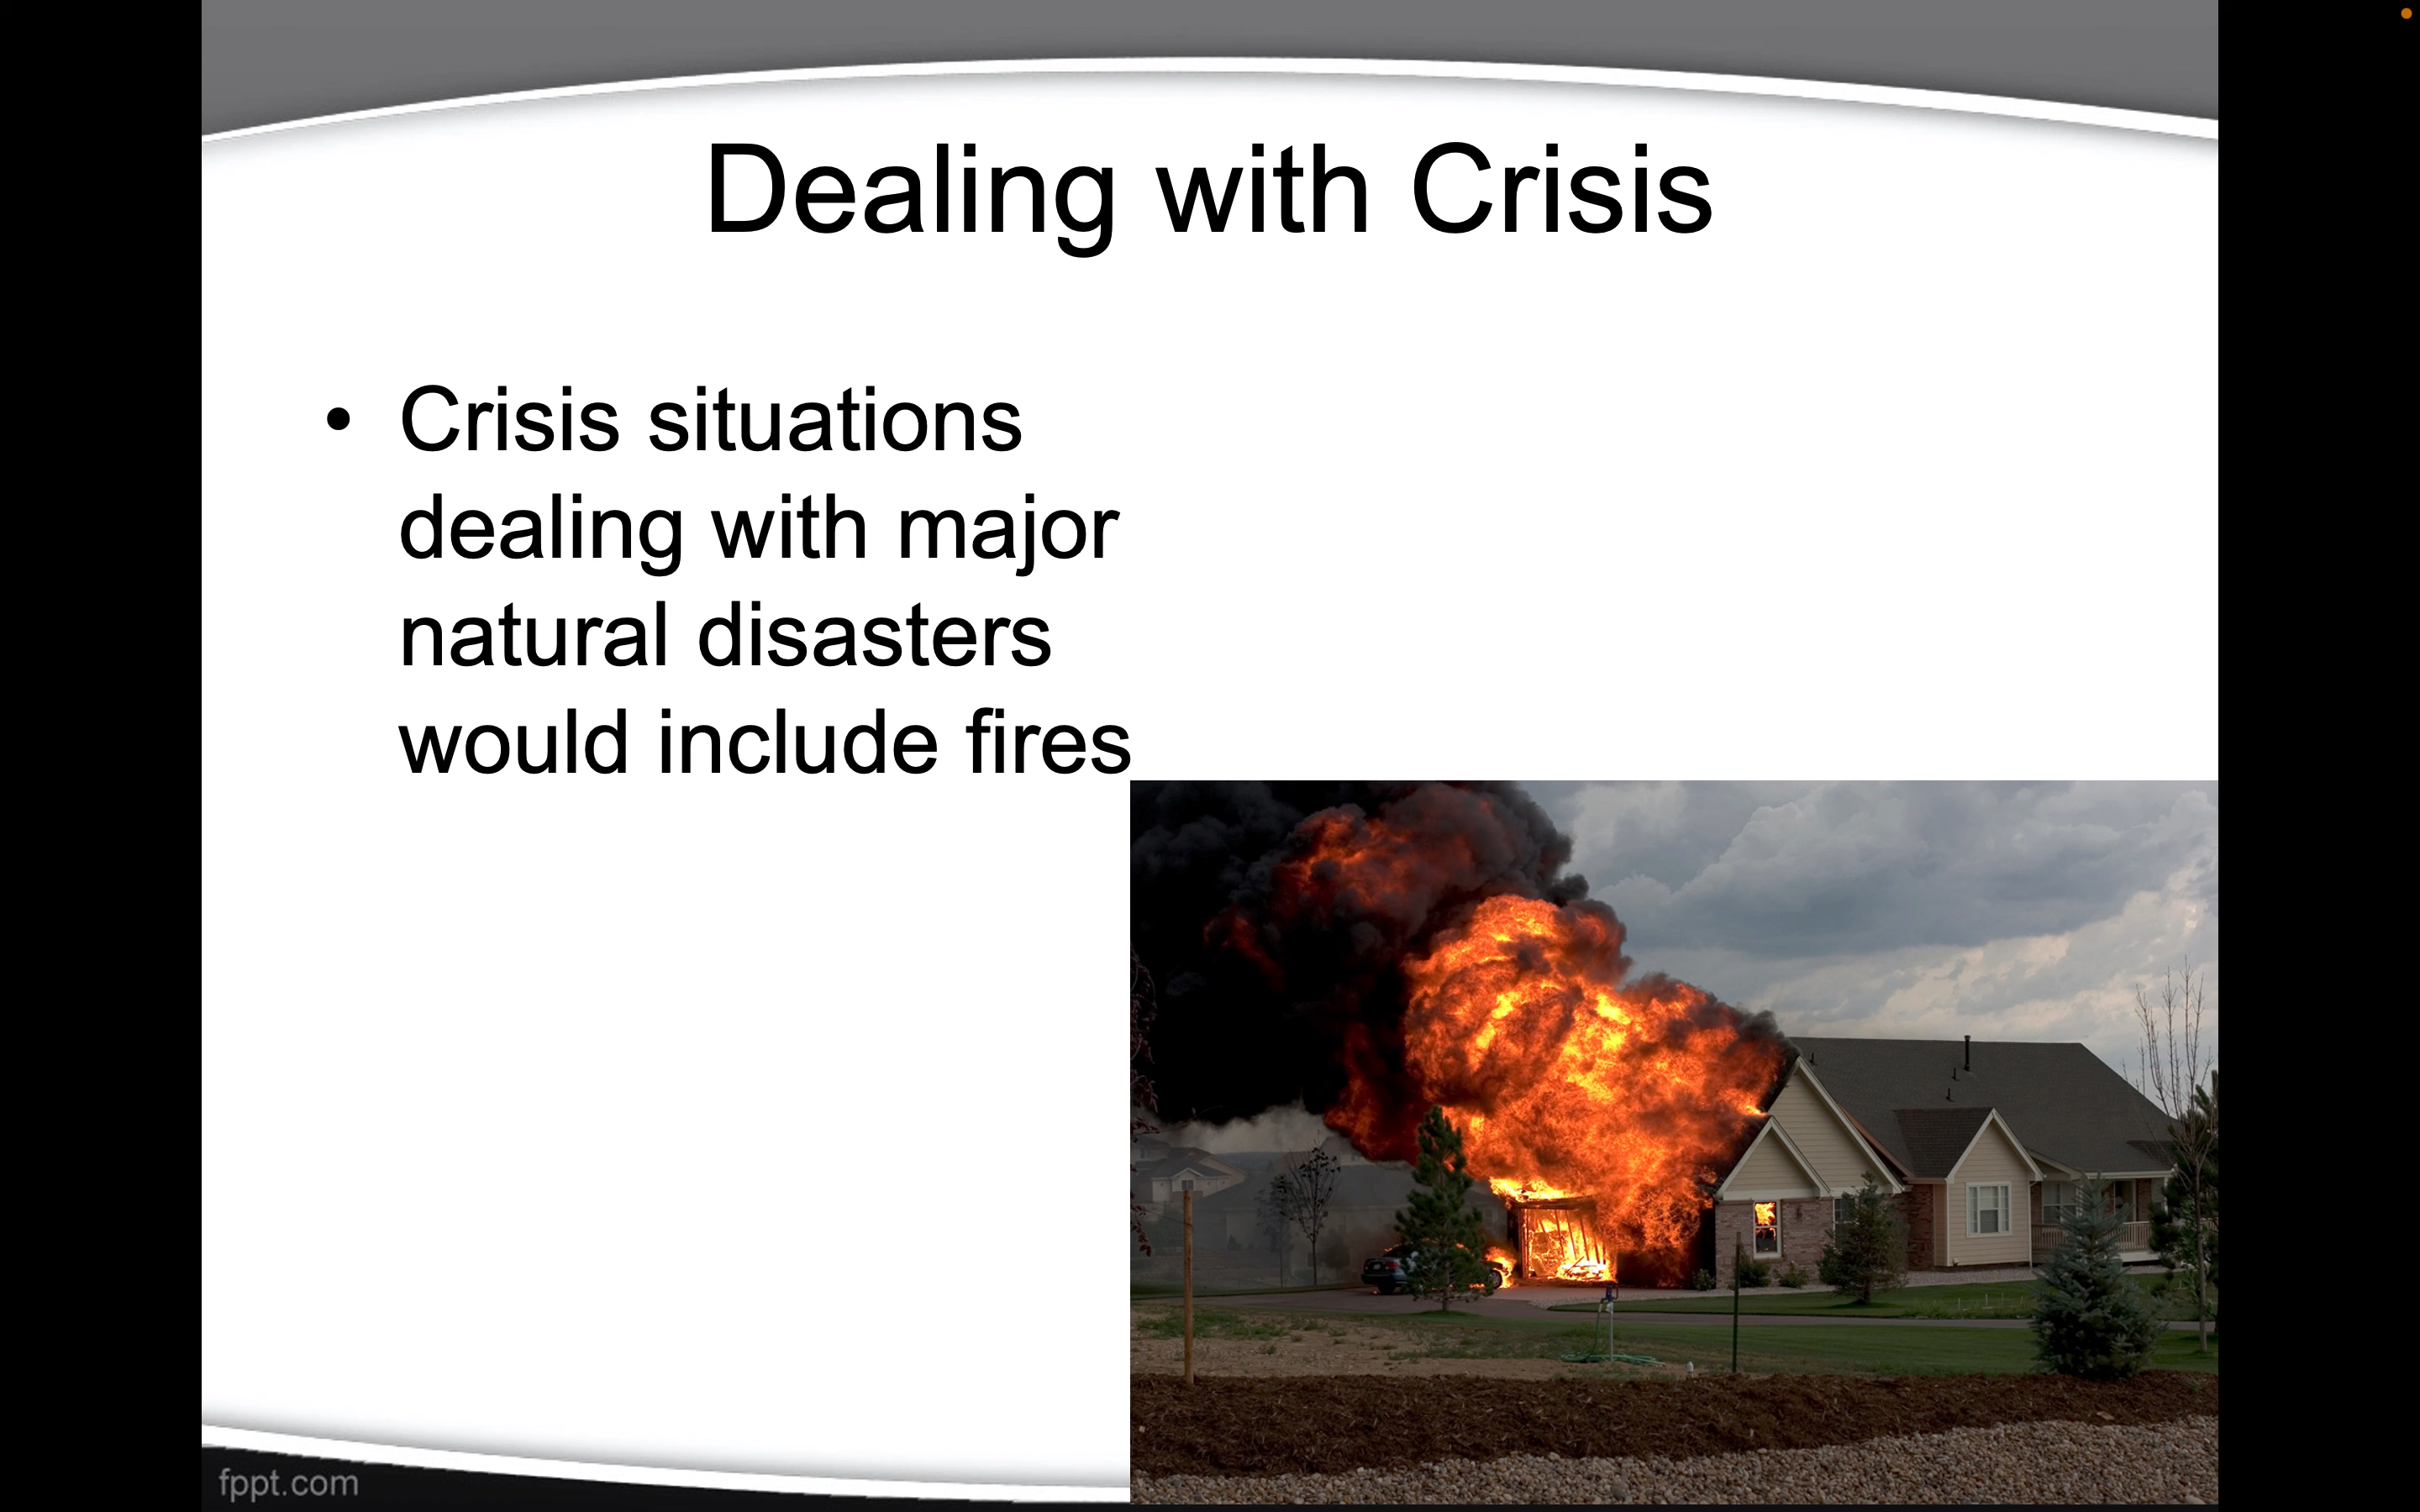 Dealing with Crisis
• Crisis situations
dealing with major
natural disasters
would include fires
fppt.com